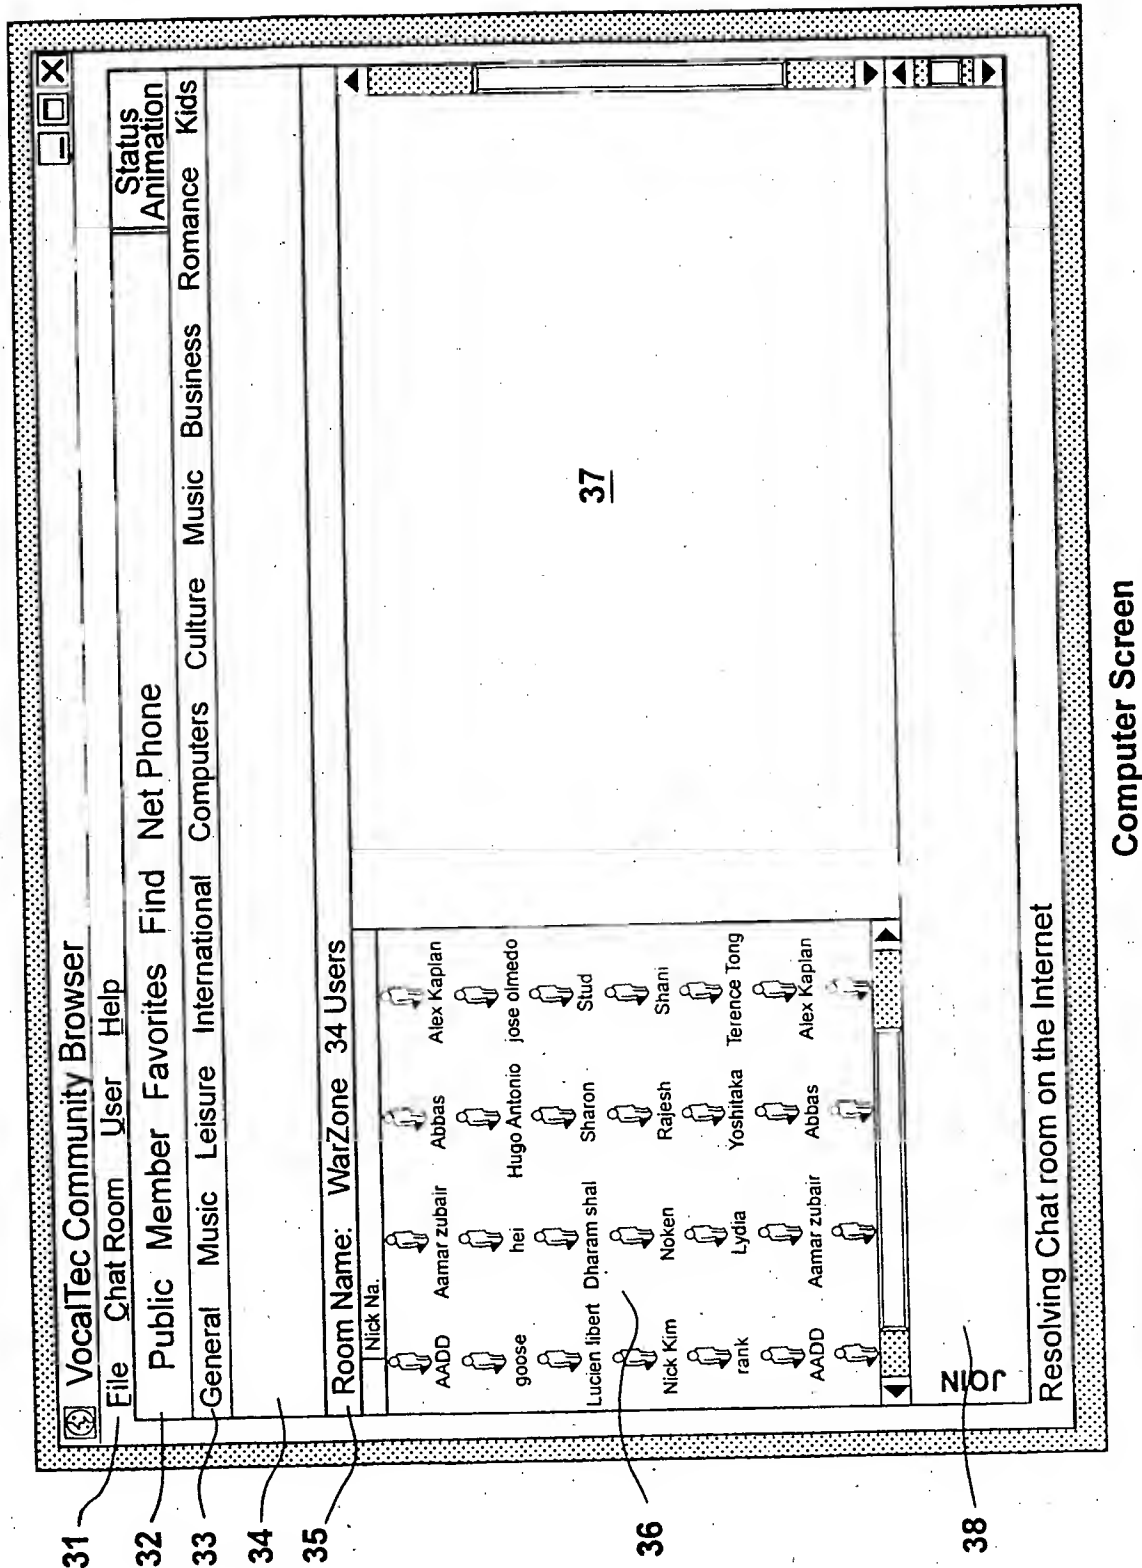 VocalTec Community Browser
31 File Chat Room User Help
32 Public Member Favorites Find Net Phone Status Animation
33 General Music Leisure International Computers Culture Music Business Romance Kids
34
35 Room Name: WarZone 34 Users
Nick Na.
AADD Aamar zubair Abbas Alex Kaplan
goose hei Hugo Antonio jose olmedo
Lucien libert Dharam shal Sharon Stud
36
37
Nick Kim Noken Rajesh Shani
rank Lydia Yoshitaka Terence Tong
AADD Aamar zubair Abbas Alex Kaplan
38 JOIN
Resolving Chat room on the Internet
Computer Screen